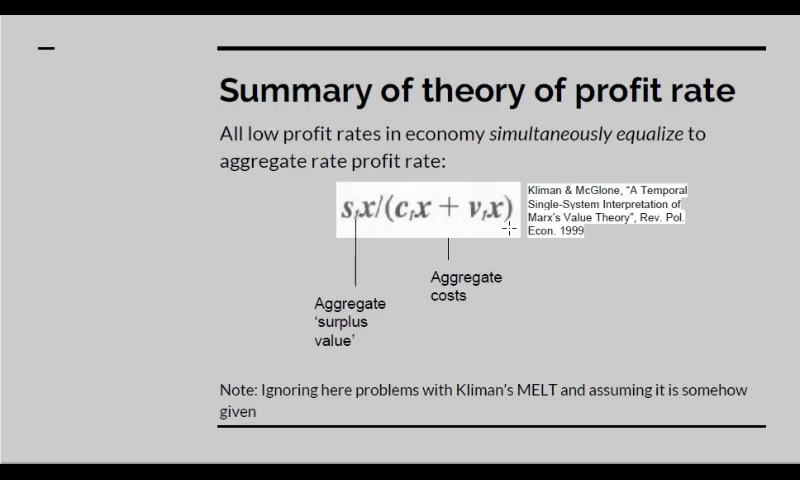 Summary of theory of profit rate
All low profit rates in economy simultaneously equalize to
aggregate rate profit rate:
sₜx/(cₜx + vₜx)
Kliman & McGlone, "A Temporal
Single-System Interpretation of
Marx's Value Theory", Rev. Pol.
Econ. 1999
Aggregate
costs
Aggregate
'surplus
value'
Note: Ignoring here problems with Kliman's MELT and assuming it is somehow
given